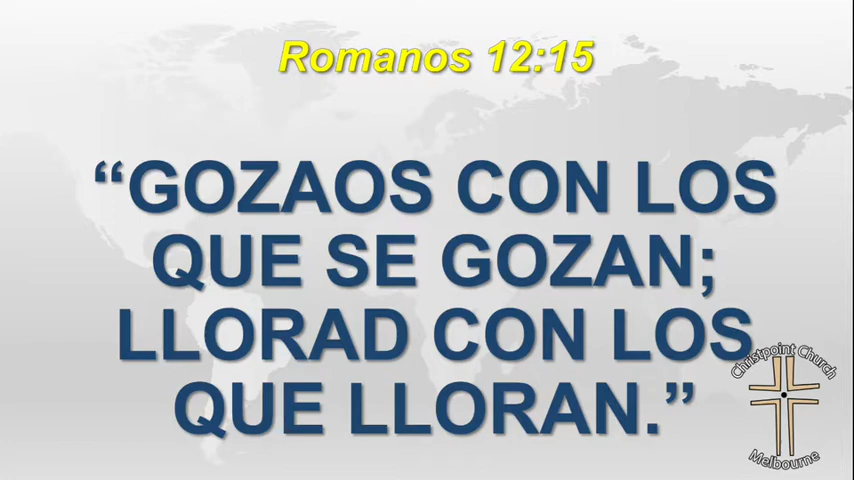 Romanos 12:15
“GOZAOS CON LOS
QUE SE GOZAN;
LLORAD CON LOS
QUE LLORAN.”
Christpoint Church
Melbourne